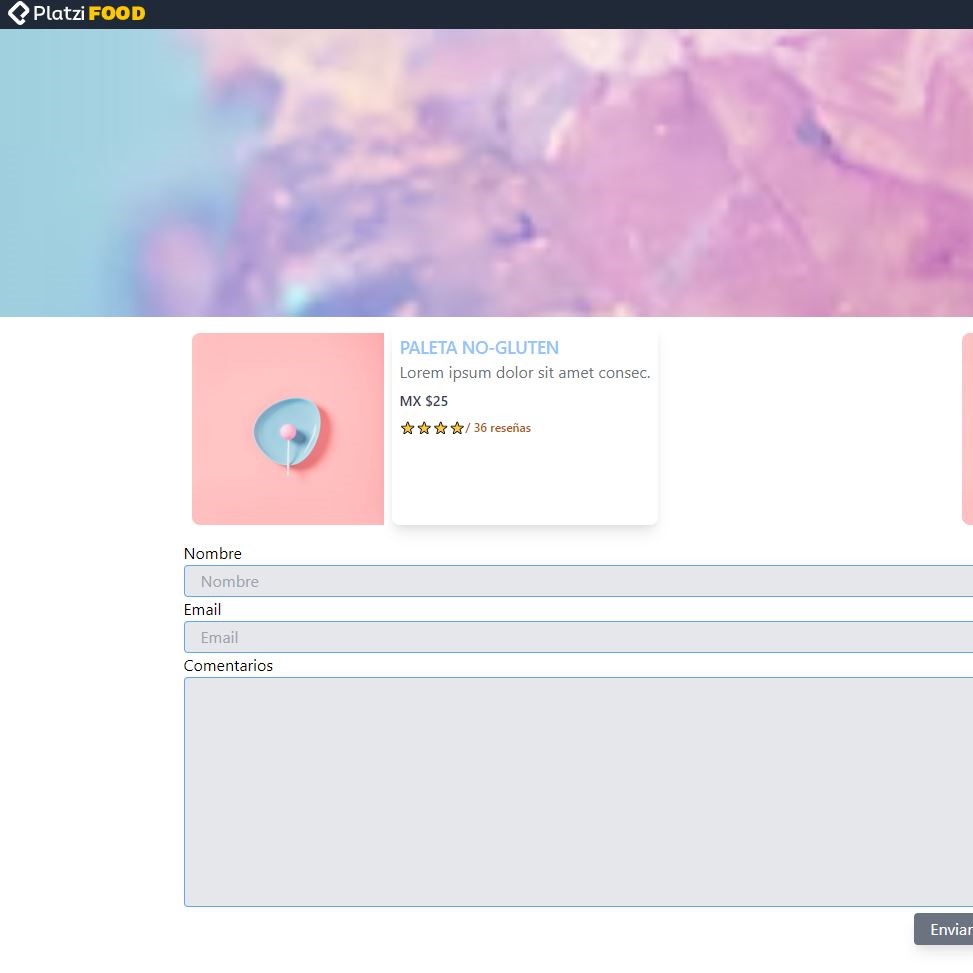 Platzi FOOD
PALETA NO-GLUTEN
Lorem ipsum dolor sit amet consec.
MX $25
/ 36 reseñas
Nombre
Nombre
Email
Email
Comentarios
Enviar